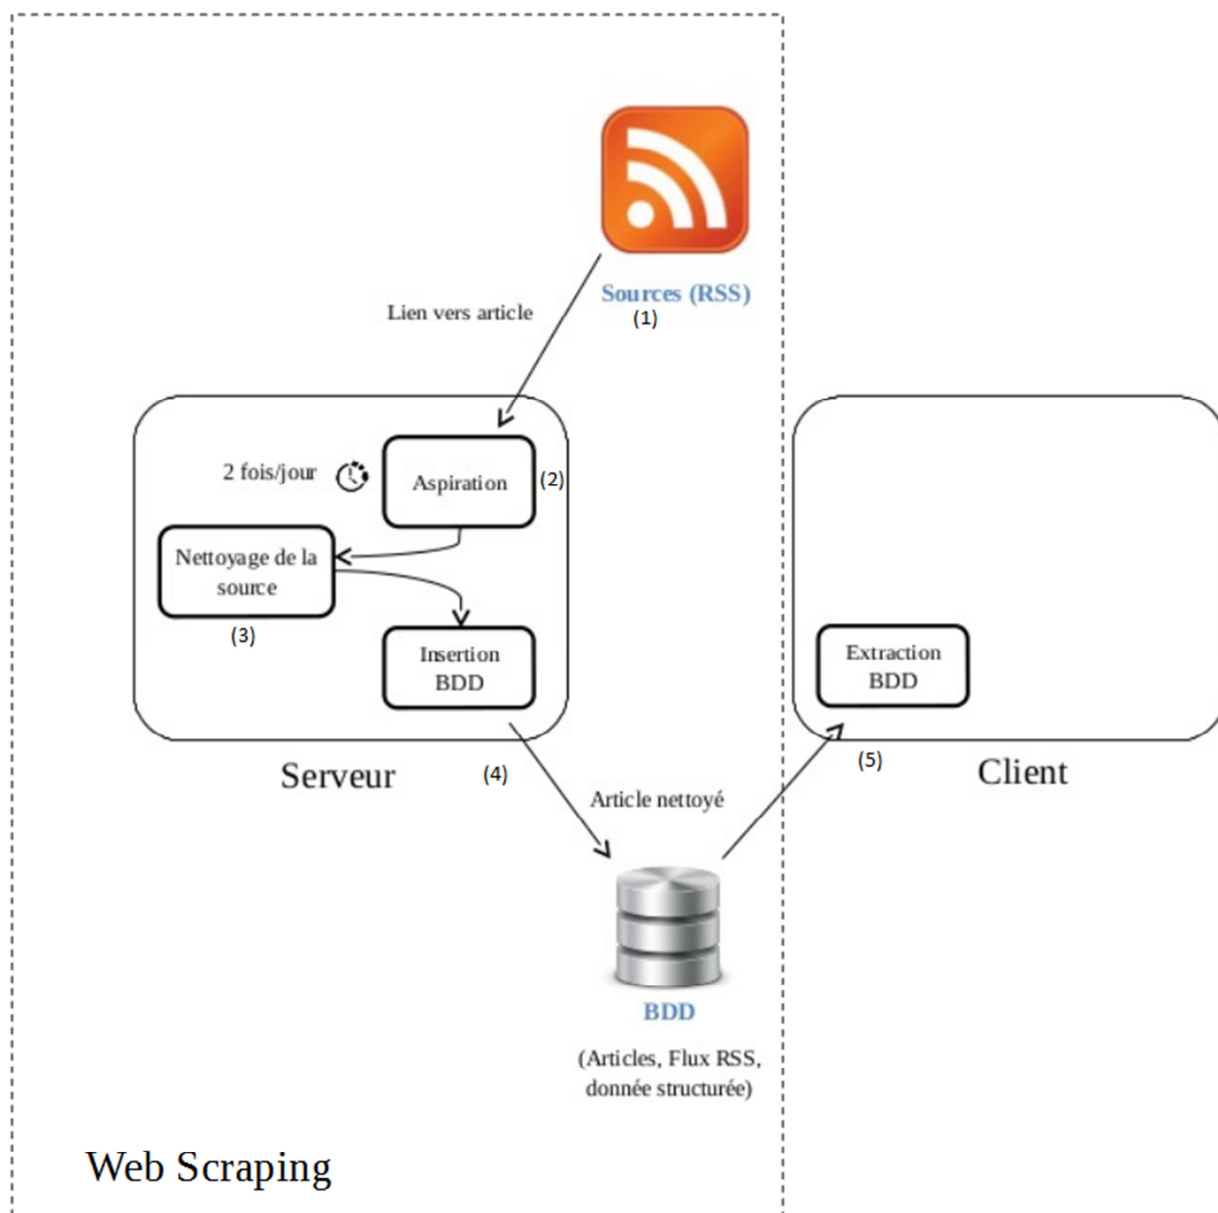 Sources (RSS)
(1)
Lien vers article
2 fois/jour
Aspiration
(2)
Nettoyage de la
source
(3)
Insertion
BDD
Serveur
(4)
Extraction
BDD
(5)
Client
Article nettoyé
BDD
(Articles, Flux RSS,
donnée structurée)
Web Scraping